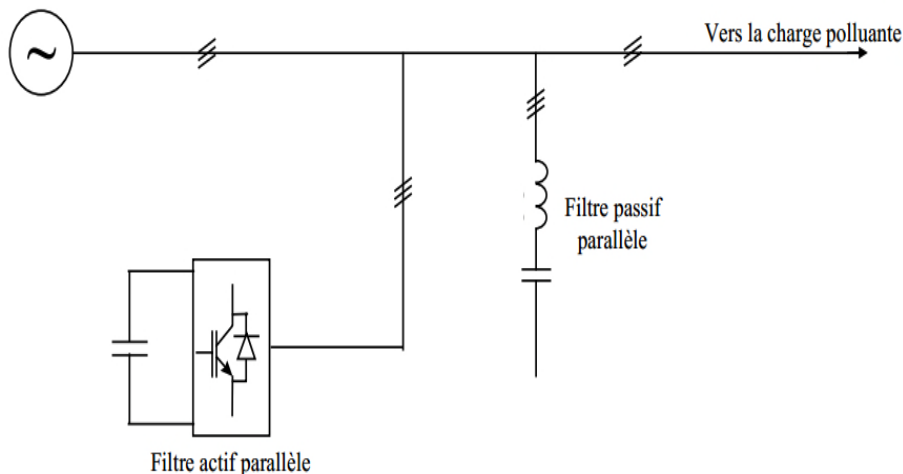 Vers la charge polluante
Filtre passif
parallèle
Filtre actif parallèle